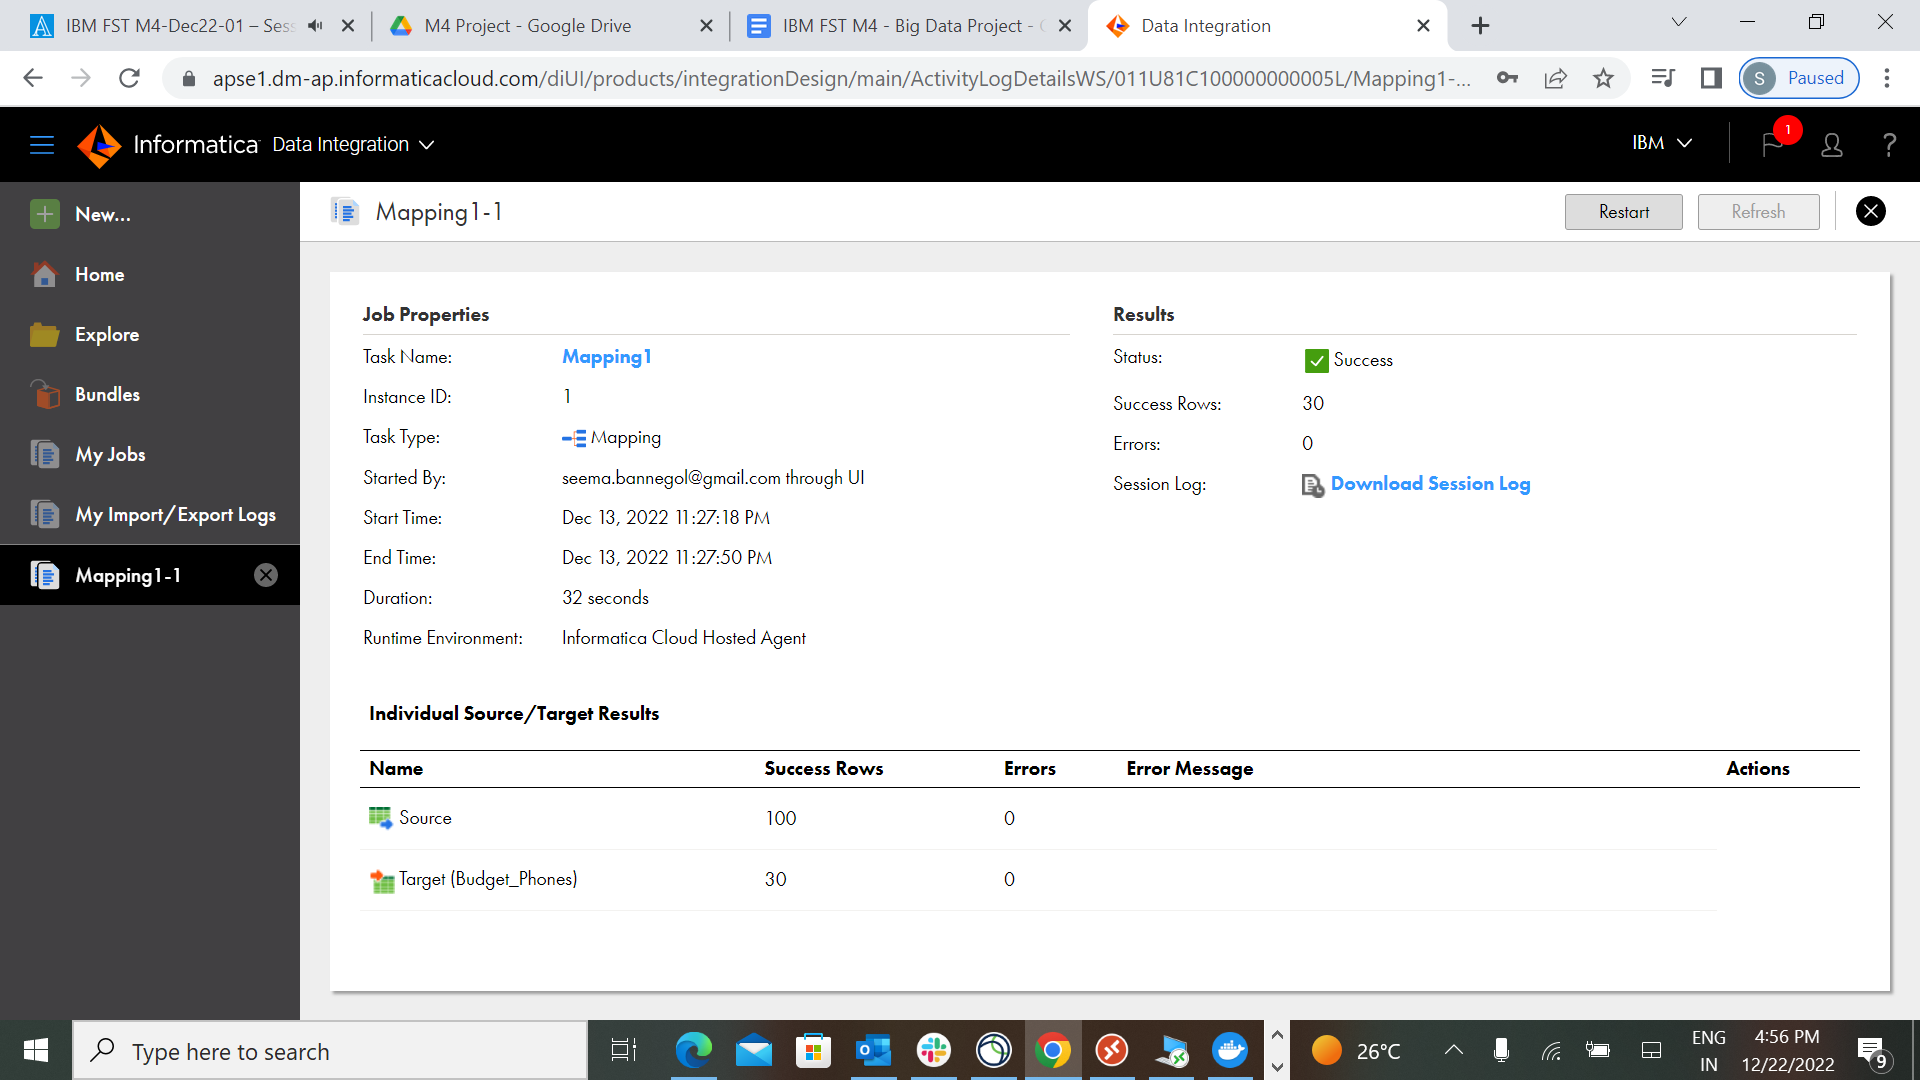 IBM FST M4-Dec22-01 – Sess
M4 Project - Google Drive
IBM FST M4 - Big Data Project -
Data Integration
apse1.dm-ap.informaticacloud.com/diUI/products/integrationDesign/main/ActivityLogDetailsWS/011U81C100000000005L/Mapping1-...
S Paused
Informatica Data Integration
IBM
1
?
New...
Home
Explore
Bundles
My Jobs
My Import/Export Logs
Mapping1-1
Mapping1-1
Restart
Refresh
Job Properties
Task Name: Mapping1
Instance ID: 1
Task Type: Mapping
Started By: seema.bannegol@gmail.com through UI
Start Time: Dec 13, 2022 11:27:18 PM
End Time: Dec 13, 2022 11:27:50 PM
Duration: 32 seconds
Runtime Environment: Informatica Cloud Hosted Agent
Results
Status: Success
Success Rows: 30
Errors: 0
Session Log: Download Session Log
Individual Source/Target Results
Name Success Rows Errors Error Message Actions
Source 100 0
Target (Budget_Phones) 30 0
Type here to search
26°C
ENG
IN
4:56 PM
12/22/2022
9